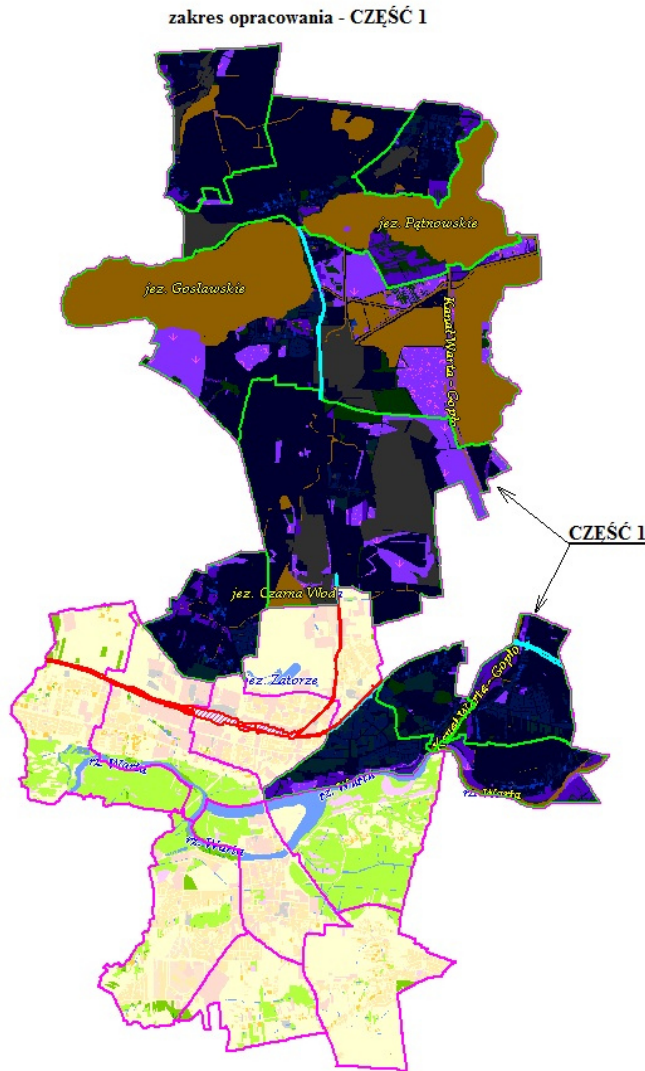 zakres opracowania - CZĘŚĆ 1
jez. Pątnowskie
jez. Gosławskie
Kanał Warta - Gopło
CZĘŚĆ 1
jez. Czarna Woda
jez. Zatorze
Kanał Warta - Gopło
rz. Warta
rz. Warta
rz. Warta
rz. Warta